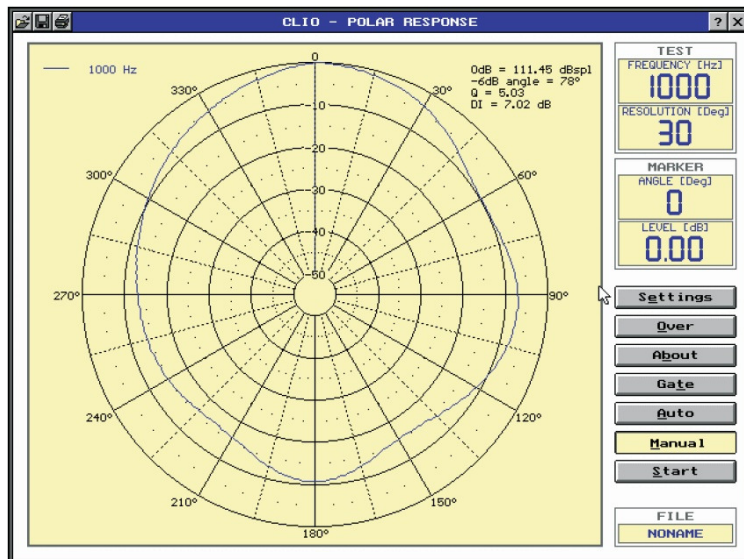 CLIO - POLAR RESPONSE
? X
1000 Hz
0dB = 111.45 dBspl
-6dB angle = 78°
Q = 5.03
DI = 7.02 dB
0
30°
60°
90°
120°
150°
180°
210°
240°
270°
300°
330°
-10
-20
-30
-40
-50
TEST
FREQUENCY [Hz]
1000
RESOLUTION [Deg]
30
MARKER
ANGLE [Deg]
0
LEVEL [dB]
0.00
Settings
Over
About
Gate
Auto
Manual
Start
FILE
NONAME